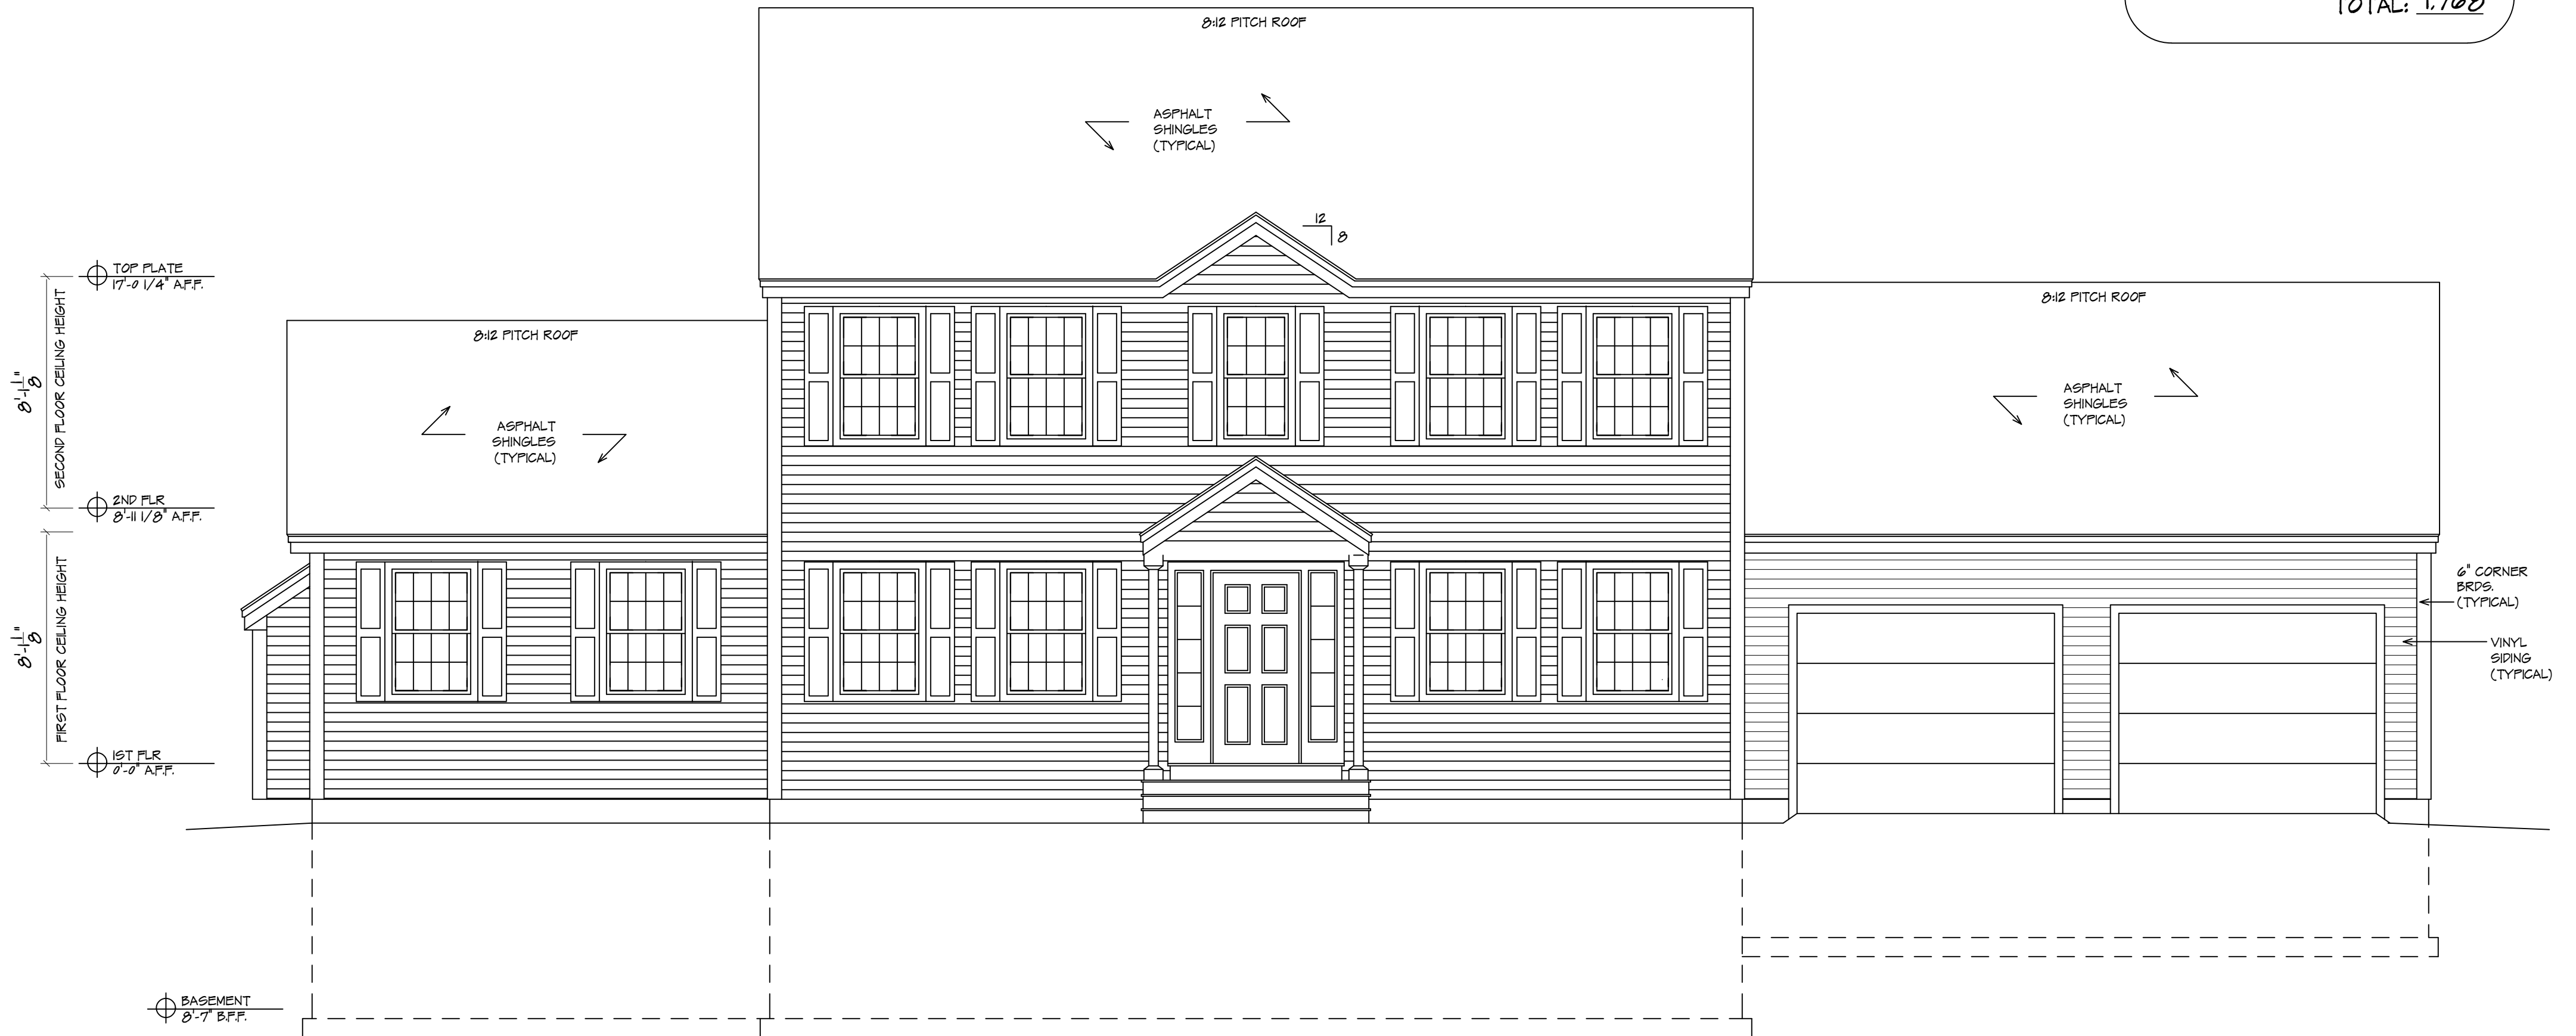 TOTAL:
8:12 PITCH ROOF
ASPHALT
SHINGLES
(TYPICAL)
12
8
TOP PLATE
17'-0 1/4" A.F.F.
8:12 PITCH ROOF
8:12 PITCH ROOF
SECOND FLOOR CEILING HEIGHT
8'-1 1/8"
ASPHALT
SHINGLES
(TYPICAL)
ASPHALT
SHINGLES
(TYPICAL)
2ND FLR
8'-11 1/8" A.F.F.
FIRST FLOOR CEILING HEIGHT
8'-1 1/8"
6" CORNER
BRDS.
(TYPICAL)
VINYL
SIDING
(TYPICAL)
1ST FLR
0'-0" A.F.F.
BASEMENT
8'-7" B.F.F.